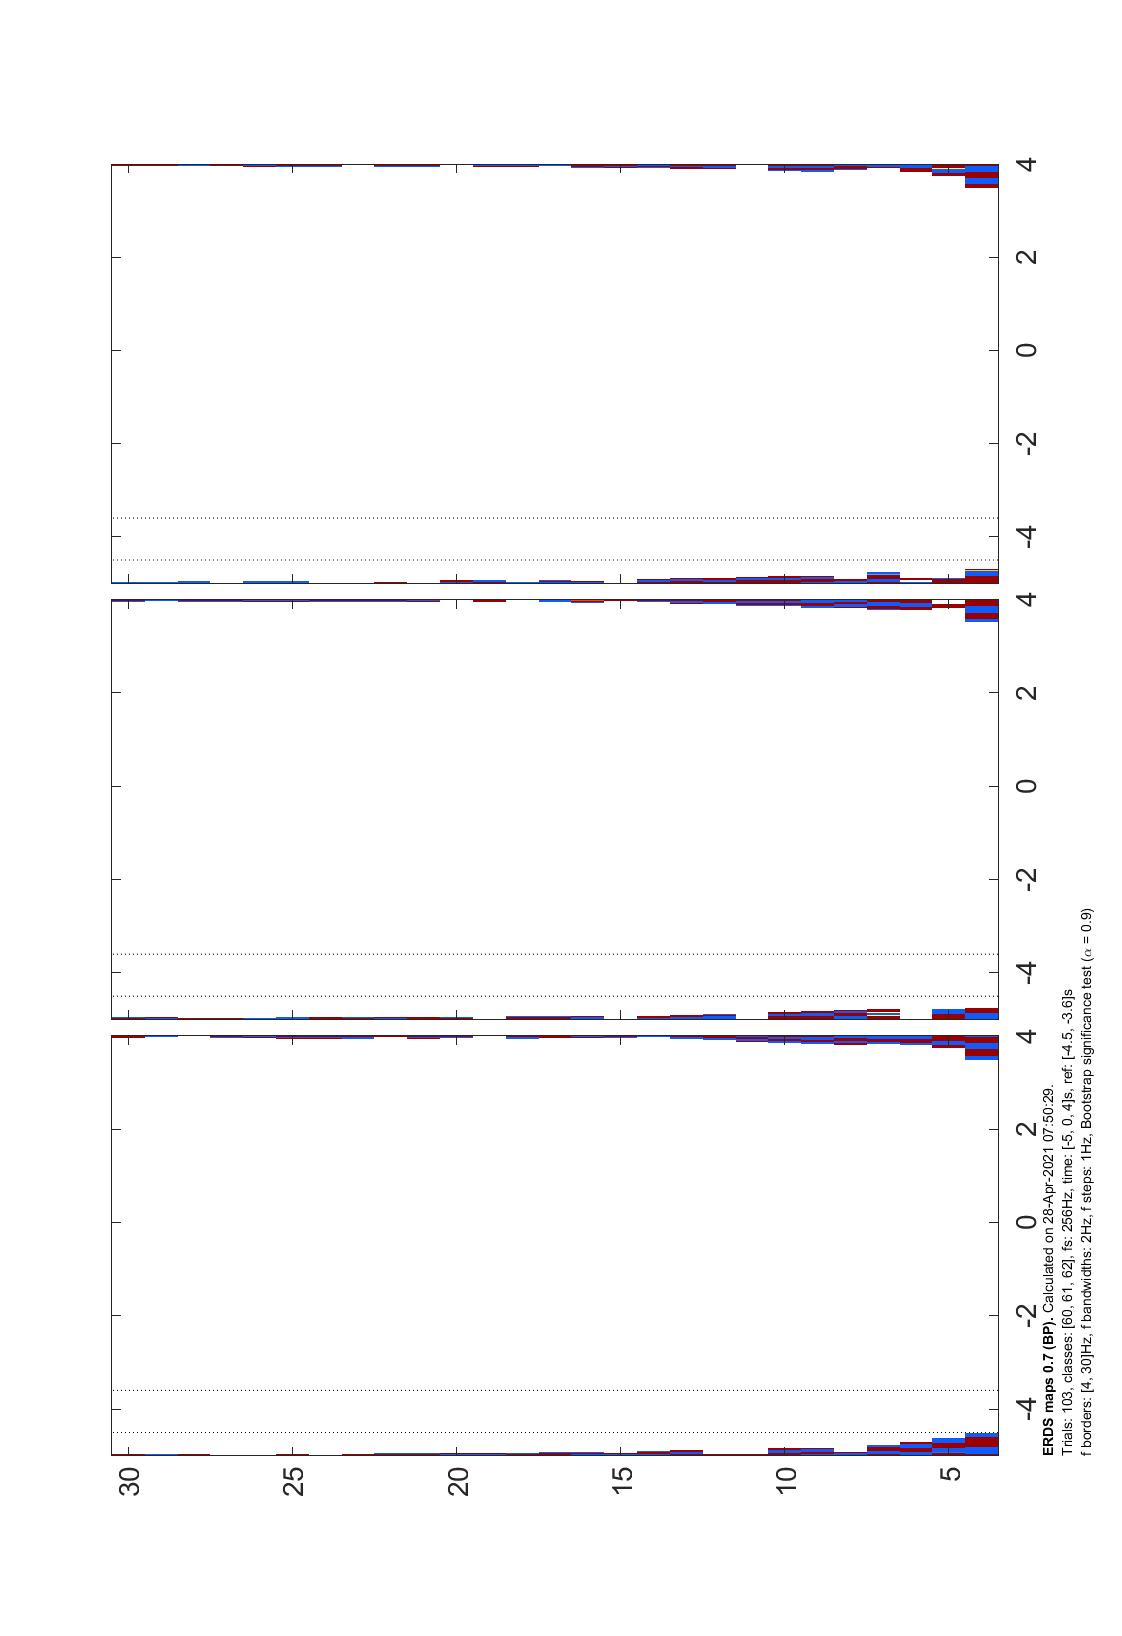 30
25
20
15
10
5
-4 -2 0 2 4 -4 -2 0 2 4 -4 -2 0 2 4
ERDS maps 0.7 (BP). Calculated on 28-Apr-2021 07:50:29.
Trials: 103, classes: [60, 61, 62], fs: 256Hz, time: [-5, 0, 4]s, ref: [-4.5, -3.6]s
f borders: [4, 30]Hz, f bandwidths: 2Hz, f steps: 1Hz, Bootstrap significance test (α = 0.9)